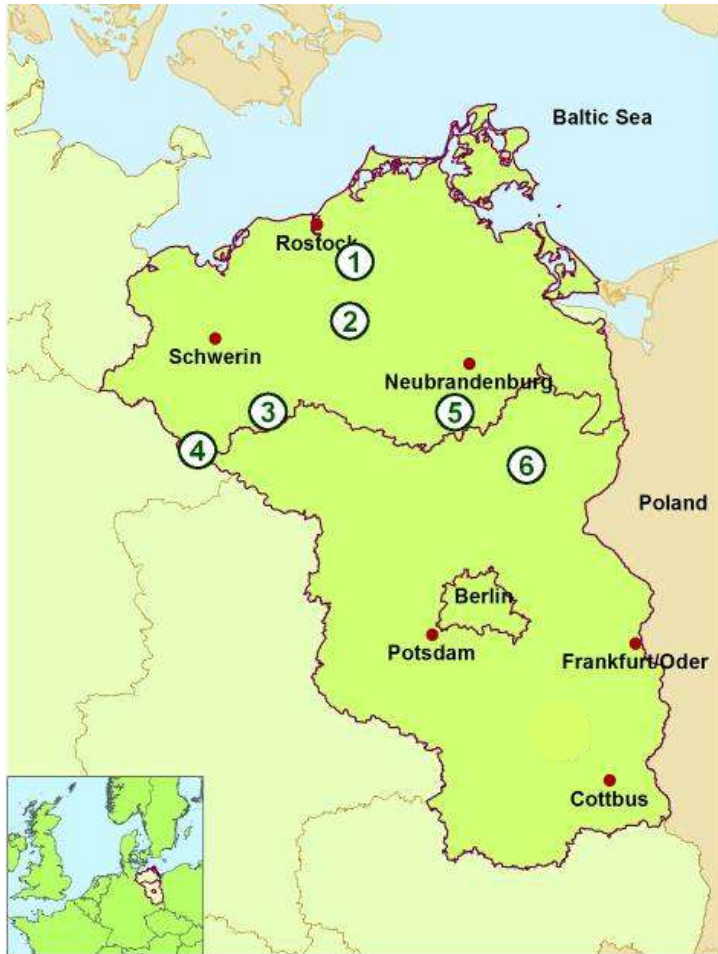 Baltic Sea
Rostock
1
2
Schwerin
Neubrandenburg
3
5
4
6
Poland
Berlin
Potsdam
Frankfurt/Oder
Cottbus